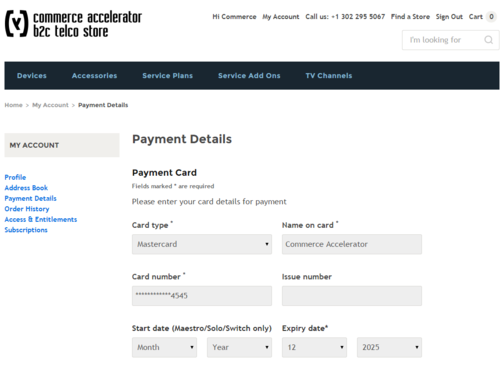 commerce accelerator
b2c telco store
Hi Commerce My Account Call us: +1 302 295 5067 Find a Store Sign Out Cart 0
I'm looking for
Devices Accessories Service Plans Service Add Ons TV Channels
Home > My Account > Payment Details
MY ACCOUNT
Profile
Address Book
Payment Details
Order History
Access & Entitlements
Subscriptions
Payment Details
Payment Card
Fields marked * are required
Please enter your card details for payment
Card type * Name on card *
Mastercard Commerce Accelerator
Card number * Issue number
************4545
Start date (Maestro/Solo/Switch only) Expiry date*
Month Year 12 2025